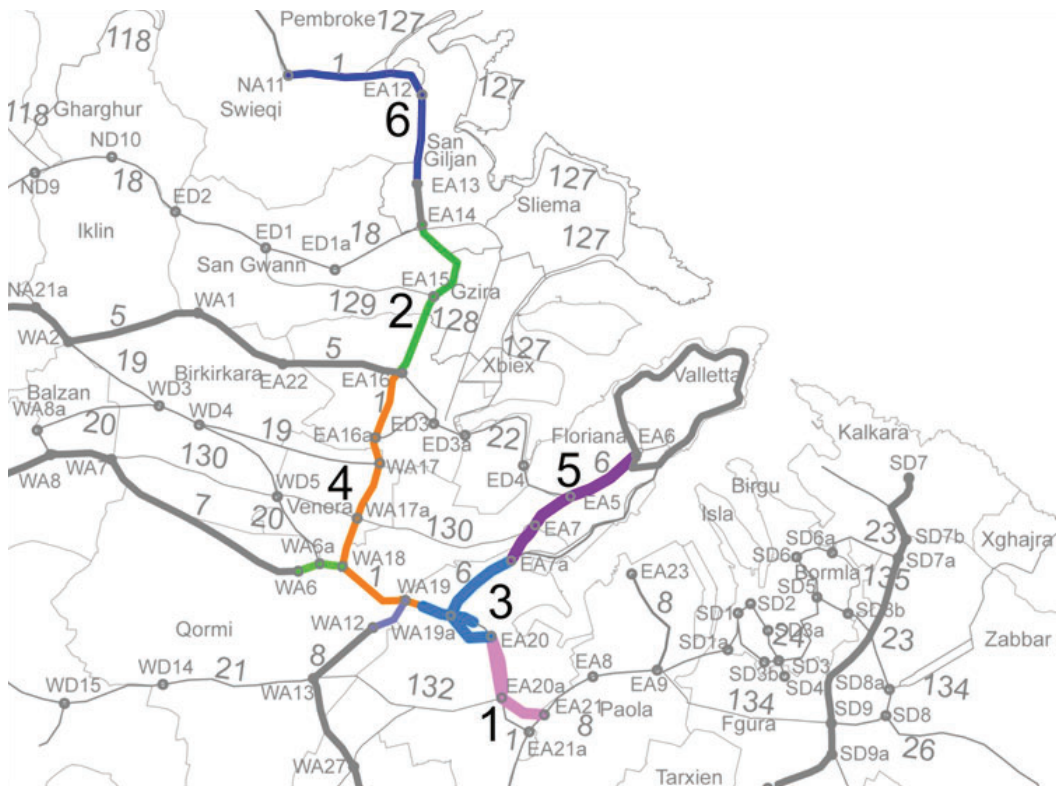 Pembroke
127
118
1
NA11
EA12
Swieqi
127
118
Gharghur
6
ND10
San
Giljan
ND9
18
EA13
127
ED2
Sliema
EA14
Iklin
ED1
18
ED1a
127
San Gwann
EA15
Gzira
NA21a
129
WA1
2
128
5
WA2
5
127
Xbiex
19
Birkirkara
EA22
EA16
Valletta
Balzan
WD3
1
WA8a
WD4
ED3
20
19
EA16a
ED3a
Floriana
EA6
Kalkara
22
6
WA17
130
4
5
SD7
WA8
WA7
ED4
WD5
Birgu
7
Venera
WA17a
EA5
Isla
20
130
EA7
23
SD6a
SD7b
Xghajra
WA6a
WA18
EA7a
SD6
SD7a
Bormla
WA6
1
6
EA23
135
SD5
WA19
3
8
SD2
SD1
SD3b
WA12
WA19a
SD3a
23
Qormi
EA20
24
Zabbar
SD1a
8
EA8
SD3
WD14
21
EA9
SD3b
SD4
WA13
132
EA20a
SD8a
134
WD15
EA21
Paola
134
1
8
SD9
SD8
Fgura
1
EA21a
26
WA27
SD9a
Tarxien